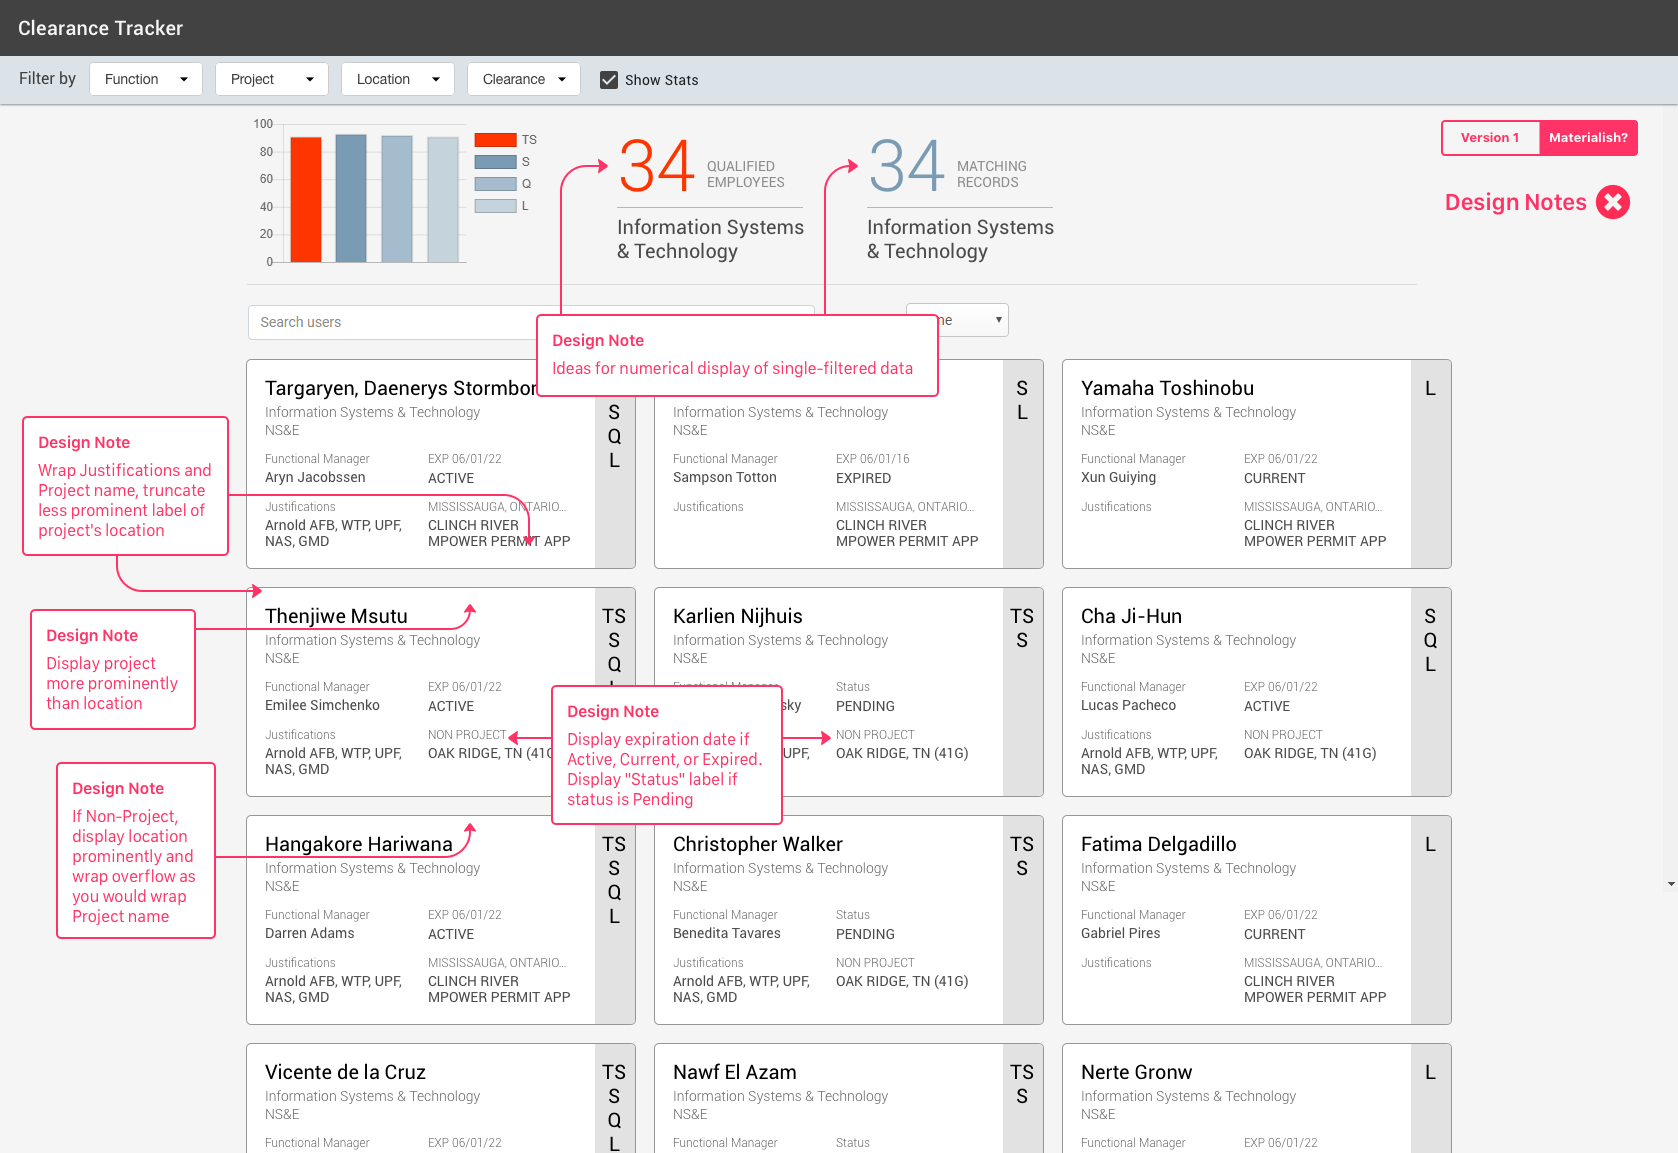 Clearance Tracker
Filter by
Function
Project
Location
Clearance
Show Stats
100
80
60
40
20
0
TS
S
Q
L
34 QUALIFIED
EMPLOYEES
Information Systems
& Technology
34 MATCHING
RECORDS
Information Systems
& Technology
Version 1
Materialish?
Design Notes
Search users
Design Note
Ideas for numerical display of single-filtered data
Targaryen, Daenerys
Information Systems & Technology
NS&E
Functional Manager
Aryn Jacobssen
EXP 06/01/22
ACTIVE
Justifications
Arnold AFB, WTP, UPF,
NAS, GMD
MISSISSAUGA, ONTARIO...
CLINCH RIVER
MPOWER PERMIT APP
S
Q
L
Information Systems & Technology
NS&E
Functional Manager
Sampson Totton
EXP 06/01/16
EXPIRED
Justifications
MISSISSAUGA, ONTARIO...
CLINCH RIVER
MPOWER PERMIT APP
S
L
Yamaha Toshinobu
Information Systems & Technology
NS&E
Functional Manager
Xun Guiying
EXP 06/01/22
CURRENT
Justifications
MISSISSAUGA, ONTARIO...
CLINCH RIVER
MPOWER PERMIT APP
L
Design Note
Wrap Justifications and
Project name, truncate
less prominent label of
project's location
Design Note
Display project
more prominently
than location
Thenjiwe Msutu
Information Systems & Technology
NS&E
Functional Manager
Emilee Simchenko
EXP 06/01/22
ACTIVE
Justifications
Arnold AFB, WTP, UPF,
NAS, GMD
NON PROJECT
OAK RIDGE, TN
TS
S
Q
Karlien Nijhuis
Information Systems & Technology
NS&E
Status
PENDING
UPF,
NON PROJECT
OAK RIDGE, TN (41G)
TS
S
Design Note
Display expiration date if
Active, Current, or Expired.
Display "Status" label if
status is Pending
Cha Ji-Hun
Information Systems & Technology
NS&E
Functional Manager
Lucas Pacheco
EXP 06/01/22
ACTIVE
Justifications
Arnold AFB, WTP, UPF,
NAS, GMD
NON PROJECT
OAK RIDGE, TN (41G)
S
Q
L
Design Note
If Non-Project,
display location
prominently and
wrap overflow as
you would wrap
Project name
Hangakore Hariwana
Information Systems & Technology
NS&E
Functional Manager
Darren Adams
EXP 06/01/22
ACTIVE
Justifications
Arnold AFB, WTP, UPF,
NAS, GMD
MISSISSAUGA, ONTARIO...
CLINCH RIVER
MPOWER PERMIT APP
TS
S
Q
L
Christopher Walker
Information Systems & Technology
NS&E
Functional Manager
Benedita Tavares
Status
PENDING
Justifications
Arnold AFB, WTP, UPF,
NAS, GMD
NON PROJECT
OAK RIDGE, TN (41G)
TS
S
Fatima Delgadillo
Information Systems & Technology
NS&E
Functional Manager
Gabriel Pires
EXP 06/01/22
CURRENT
Justifications
MISSISSAUGA, ONTARIO...
CLINCH RIVER
MPOWER PERMIT APP
L
Vicente de la Cruz
Information Systems & Technology
NS&E
Functional Manager
EXP 06/01/22
TS
S
Q
L
Nawf El Azam
Information Systems & Technology
NS&E
Functional Manager
Status
TS
S
Nerte Gronw
Information Systems & Technology
NS&E
Functional Manager
EXP 06/01/22
L